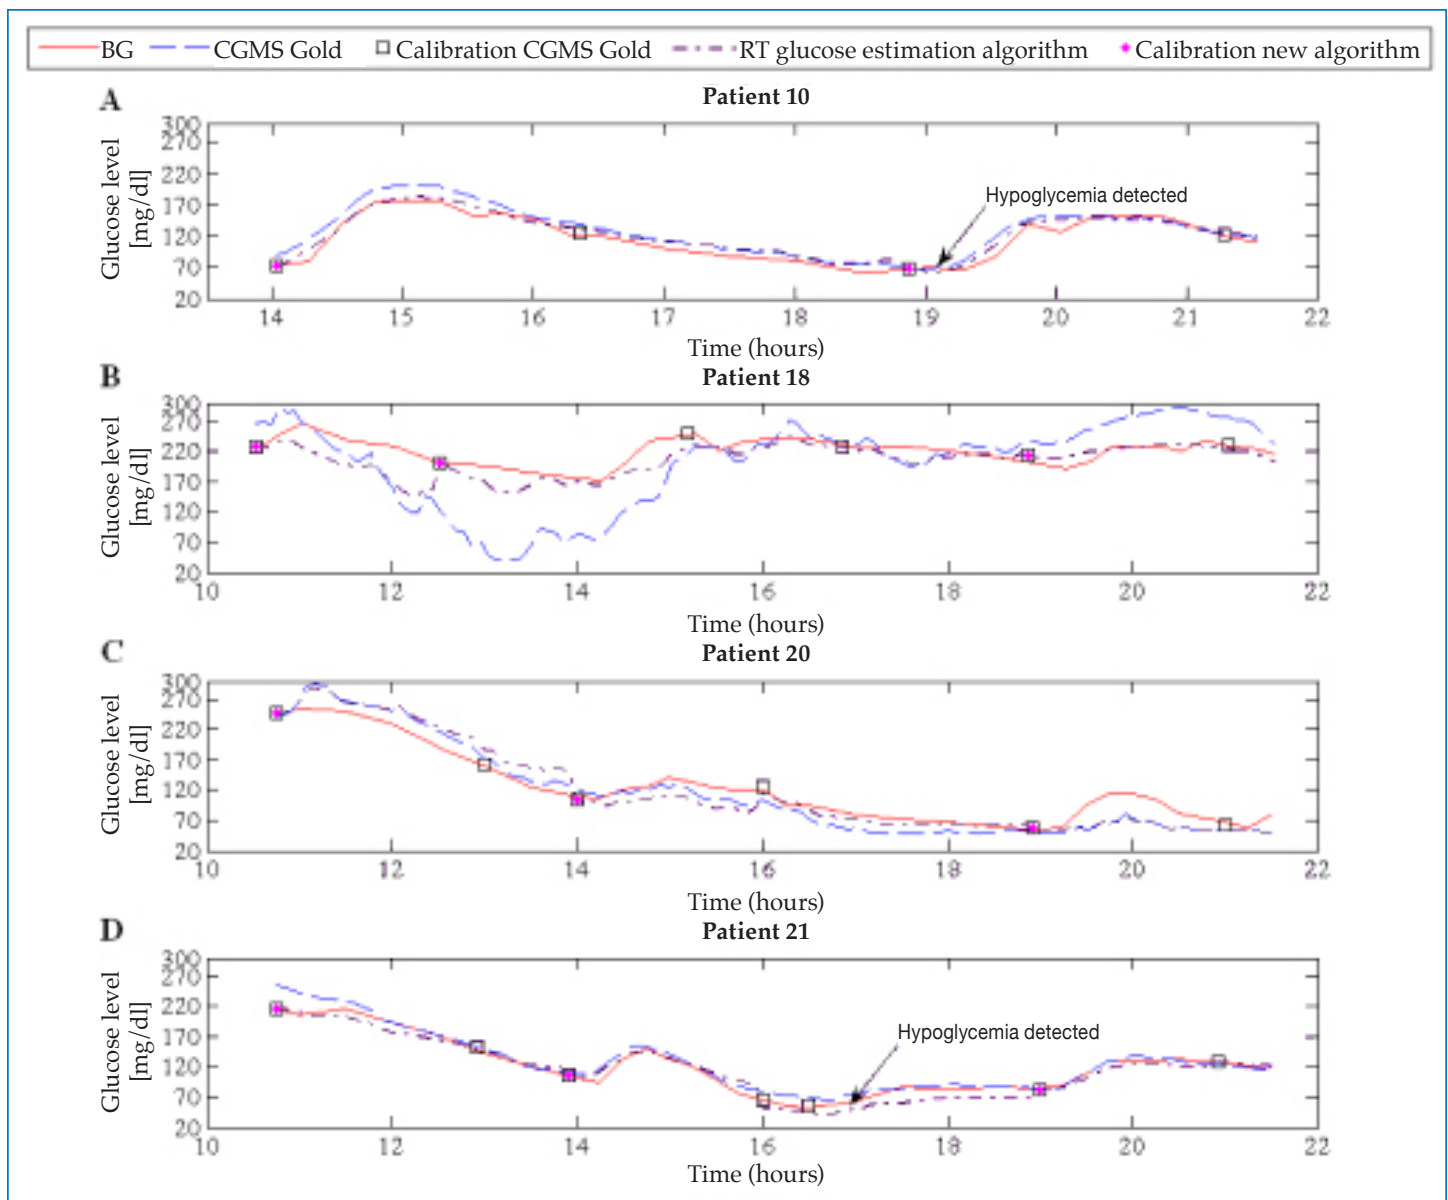 BG CGMS Gold Calibration CGMS Gold RT glucose estimation algorithm Calibration new algorithm
A
Patient 10
Glucose level
[mg/dl]
300
270
220
170
120
70
20
Hypoglycemia detected
14 15 16 17 18 19 20 21 22
Time (hours)
B
Patient 18
Glucose level
[mg/dl]
300
270
220
170
120
70
20
10 12 14 16 18 20 22
Time (hours)
C
Patient 20
Glucose level
[mg/dl]
300
270
220
170
120
70
20
10 12 14 16 18 20 22
Time (hours)
D
Patient 21
Glucose level
[mg/dl]
300
270
220
170
120
70
20
Hypoglycemia detected
10 12 14 16 18 20 22
Time (hours)